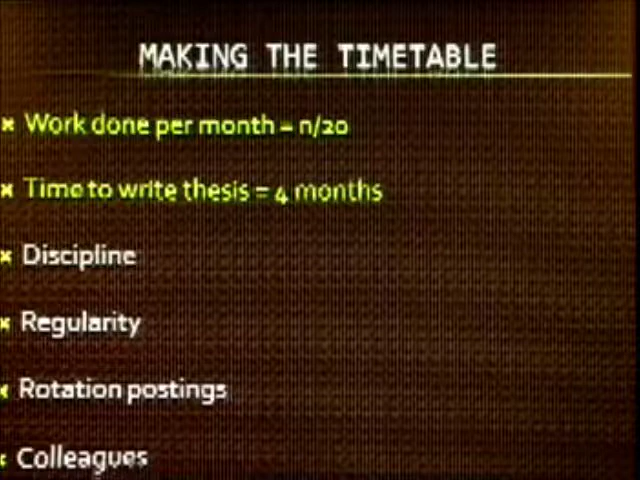 MAKING THE TIMETABLE
Work done per month = n/20
Time to write thesis = 4 months
Discipline
Regularity
Rotation postings
Colleagues